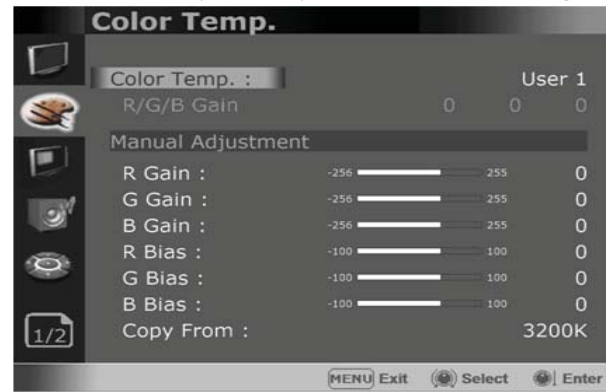 Color Temp.
Color Temp. : User 1
R/G/B Gain 0 0 0
Manual Adjustment
R Gain : -256 255 0
G Gain : -256 255 0
B Gain : -256 255 0
R Bias : -100 100 0
G Bias : -100 100 0
B Bias : -100 100 0
Copy From : 3200K
1/2
MENU Exit Select Enter